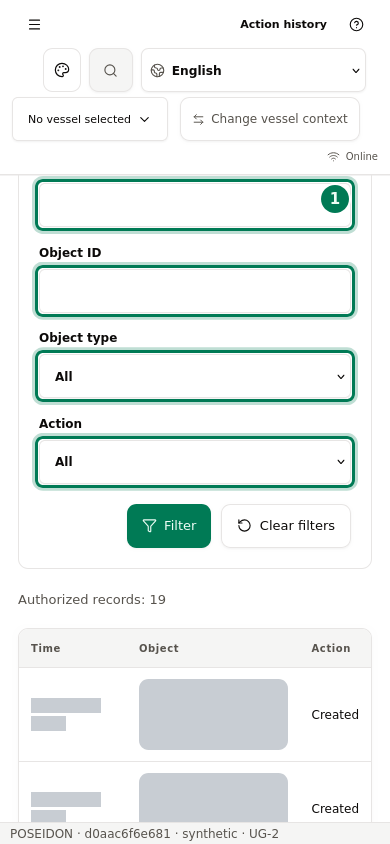 Action history
English
No vessel selected
Change vessel context
Online
1
Object ID
Object type
All
Action
All
Filter
Clear filters
Authorized records: 19
Time Object Action
Created
Created
POSEIDON · d0aac6f6e681 · synthetic · UG-2